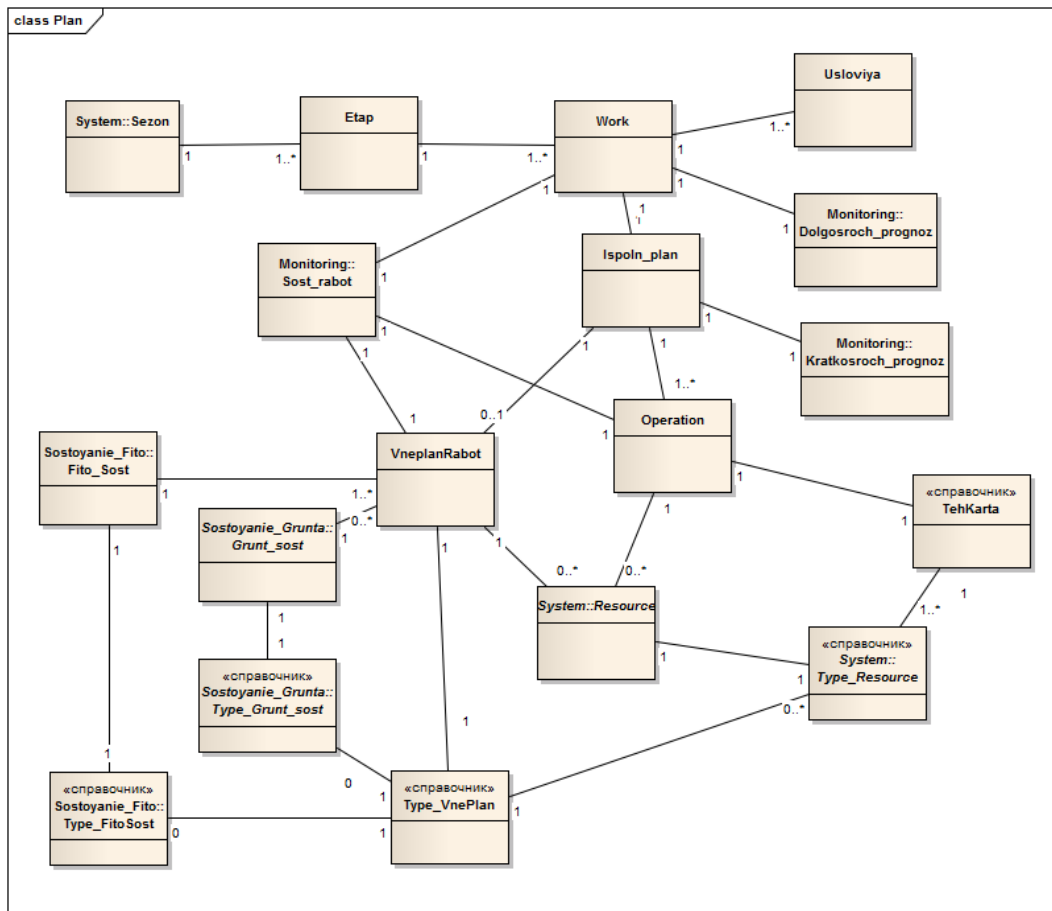 class Plan
Usloviya
System::Sezon
Etap
Work
1
1..*
1
1..*
1
1..*
1
1
1
1
1
Monitoring::
Dolgosroch_prognoz
Monitoring::
Sost_rabot
Ispoln_plan
1
1
1
1
1
1
1
Monitoring::
Kratkosroch_prognoz
1
1..*
0..1
1
Operation
1
1
Sostoyanie_Fito::
Fito_Sost
VneplanRabot
1
1..*
0..*
1
1
1
1
1
«справочник»
TehKarta
Sostoyanie_Grunta::
Grunt_sost
0..*
0..*
1
1..*
System::Resource
1
1
«справочник»
System::
Type_Resource
1
1
0..*
«справочник»
Sostoyanie_Grunta::
Type_Grunt_sost
1
1
0
1
«справочник»
Sostoyanie_Fito::
Type_FitoSost
0
1
«справочник»
Type_VnePlan
1